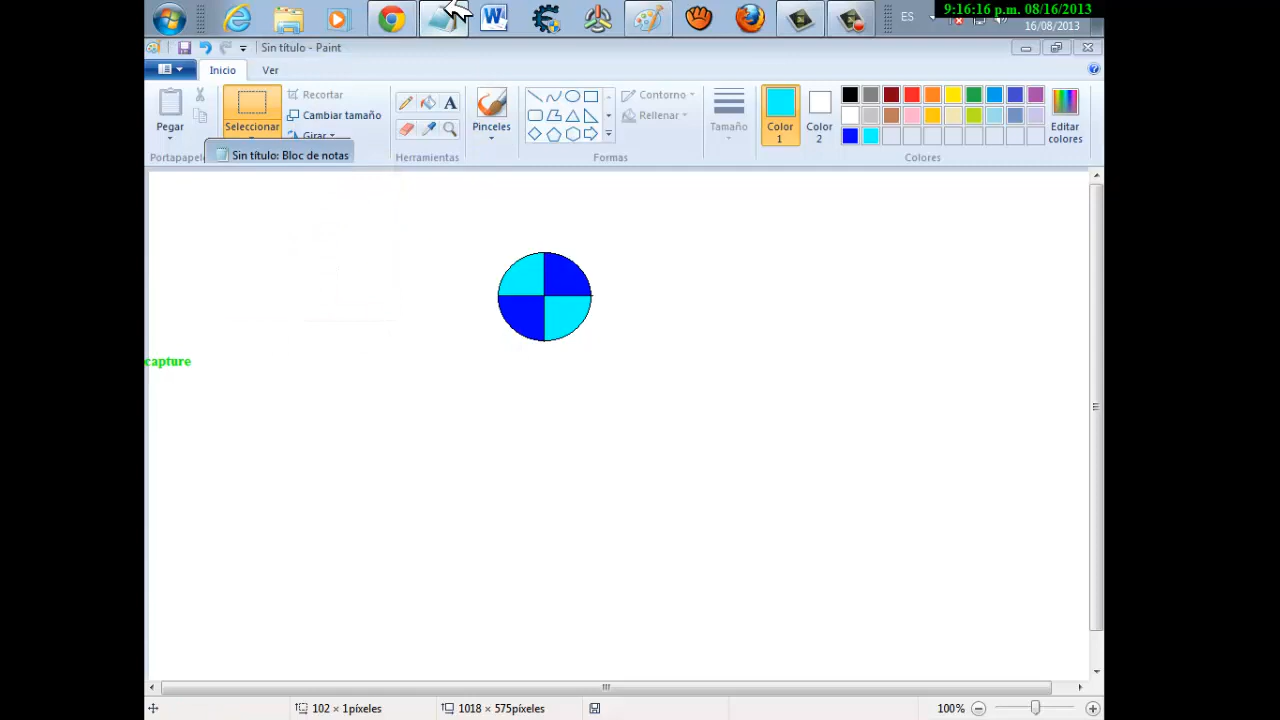 ES
9:16:16 p.m. 08/16/2013
16/08/2013
Sin título - Paint
Inicio
Ver
Pegar
Seleccionar
Recortar
Cambiar tamaño
Girar
Pinceles
Contorno
Rellenar
Tamaño
Color 1
Color 2
Editar colores
Portapape
Sin título: Bloc de notas
Herramientas
Formas
Colores
capture
102 × 1píxeles
1018 × 575píxeles
100%